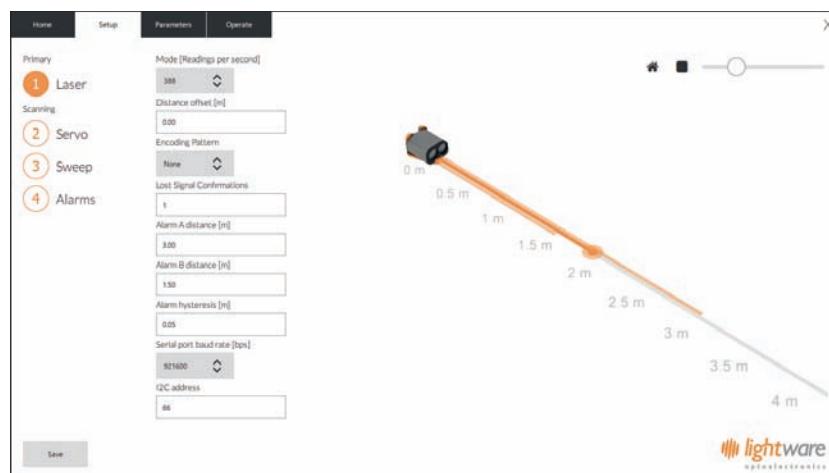 Home
Setup
Parameters
Operate
Primary
1 Laser
Scanning
2 Servo
3 Sweep
4 Alarms
Save
Mode [Readings per second]
388
Distance offset [m]
0.00
Encoding Pattern
None
Lost Signal Confirmations
1
Alarm A distance [m]
3.00
Alarm B distance [m]
1.50
Alarm hysteresis [m]
0.05
Serial port baud rate [bps]
921600
I2C address
66
0 m
0.5 m
1 m
1.5 m
2 m
2.5 m
3 m
3.5 m
4 m
lightware
optoelectronics